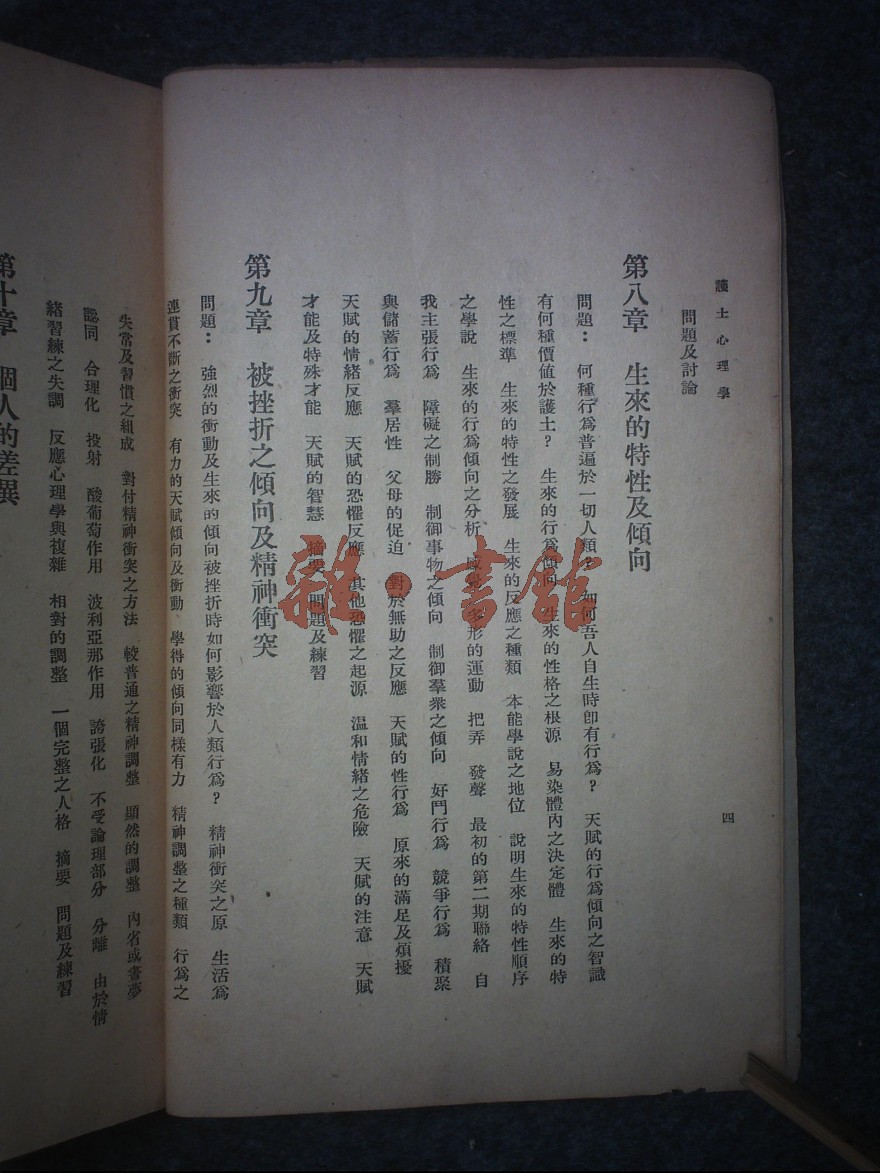 護士心理學
四
問題及討論
第八章 生來的特性及傾向
問題： 何種行爲普遍於一切人類？ 如何吾人自生時卽有行爲？ 天賦的行爲傾向之智識
有何種價值於護士？ 生來的行爲傾向 生來的性格之根源 易染體內之決定體 生來的特
性之標準 生來的特性之發展 生來的反應之種類 本能學說之地位 說明生來的特性順序
之學說 生來的行爲傾向之分析 多形的運動 把弄 發聲 最初的第二期聯絡 自
我主張行爲 障礙之制勝 制御事物之傾向 制御羣衆之傾向 好鬥行爲 競爭行爲 積聚
與儲蓄行爲 羣居性 父母的促迫 對於無助之反應 天賦的性行爲 原來的滿足及煩擾
天賦的情緒反應 天賦的恐懼反應 其他恐懼之起源 溫和情緒之危險 天賦的注意 天賦
才能及特殊才能 天賦的智慧 摘要 問題及練習
第九章 被挫折之傾向及精神衝突
問題： 強烈的衝動及生來的傾向被挫折時如何影響於人類行爲？ 精神衝突之原 生活爲
連貫不斷之衝突 有力的天賦傾向及衝動 學得的傾向同樣有力 精神調整之種類 行爲之
失常及習慣之組成 對付精神衝突之方法 較普通之精神調整 顯然的調整 內省或晝夢
認同 合理化 投射 酸葡萄作用 波利亞那作用 誇張化 不受論理部分 分離 由於情
緒習練之失調 反應心理學與複雜 相對的調整 一個完整之人格 摘要 問題及練習
第十章 個人的差異
雜·書館